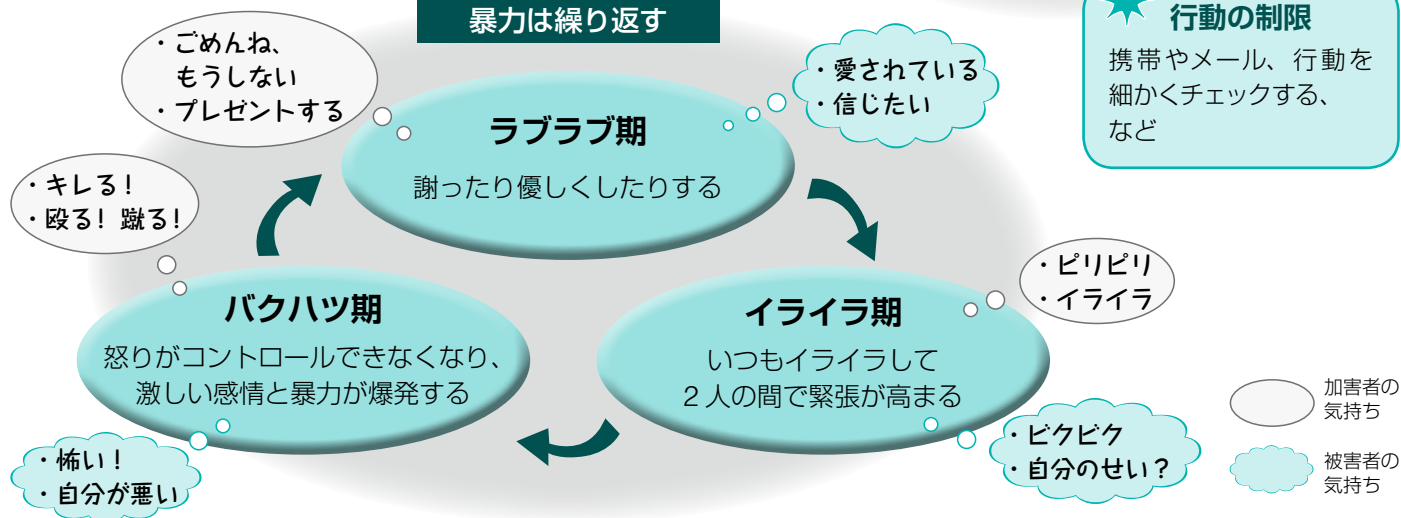 暴力は繰り返す
行動の制限
携帯やメール、行動を
細かくチェックする、
など
・ごめんね、
もうしない
・プレゼントする
・愛されている
・信じたい
ラブラブ期
謝ったり優しくしたりする
・キレる！
・殴る！ 蹴る！
・ピリピリ
・イライラ
バクハツ期
怒りがコントロールできなくなり、
激しい感情と暴力が爆発する
イライラ期
いつもイライラして
２人の間で緊張が高まる
・怖い！
・自分が悪い
・ビクビク
・自分のせい？
加害者の
気持ち
被害者の
気持ち